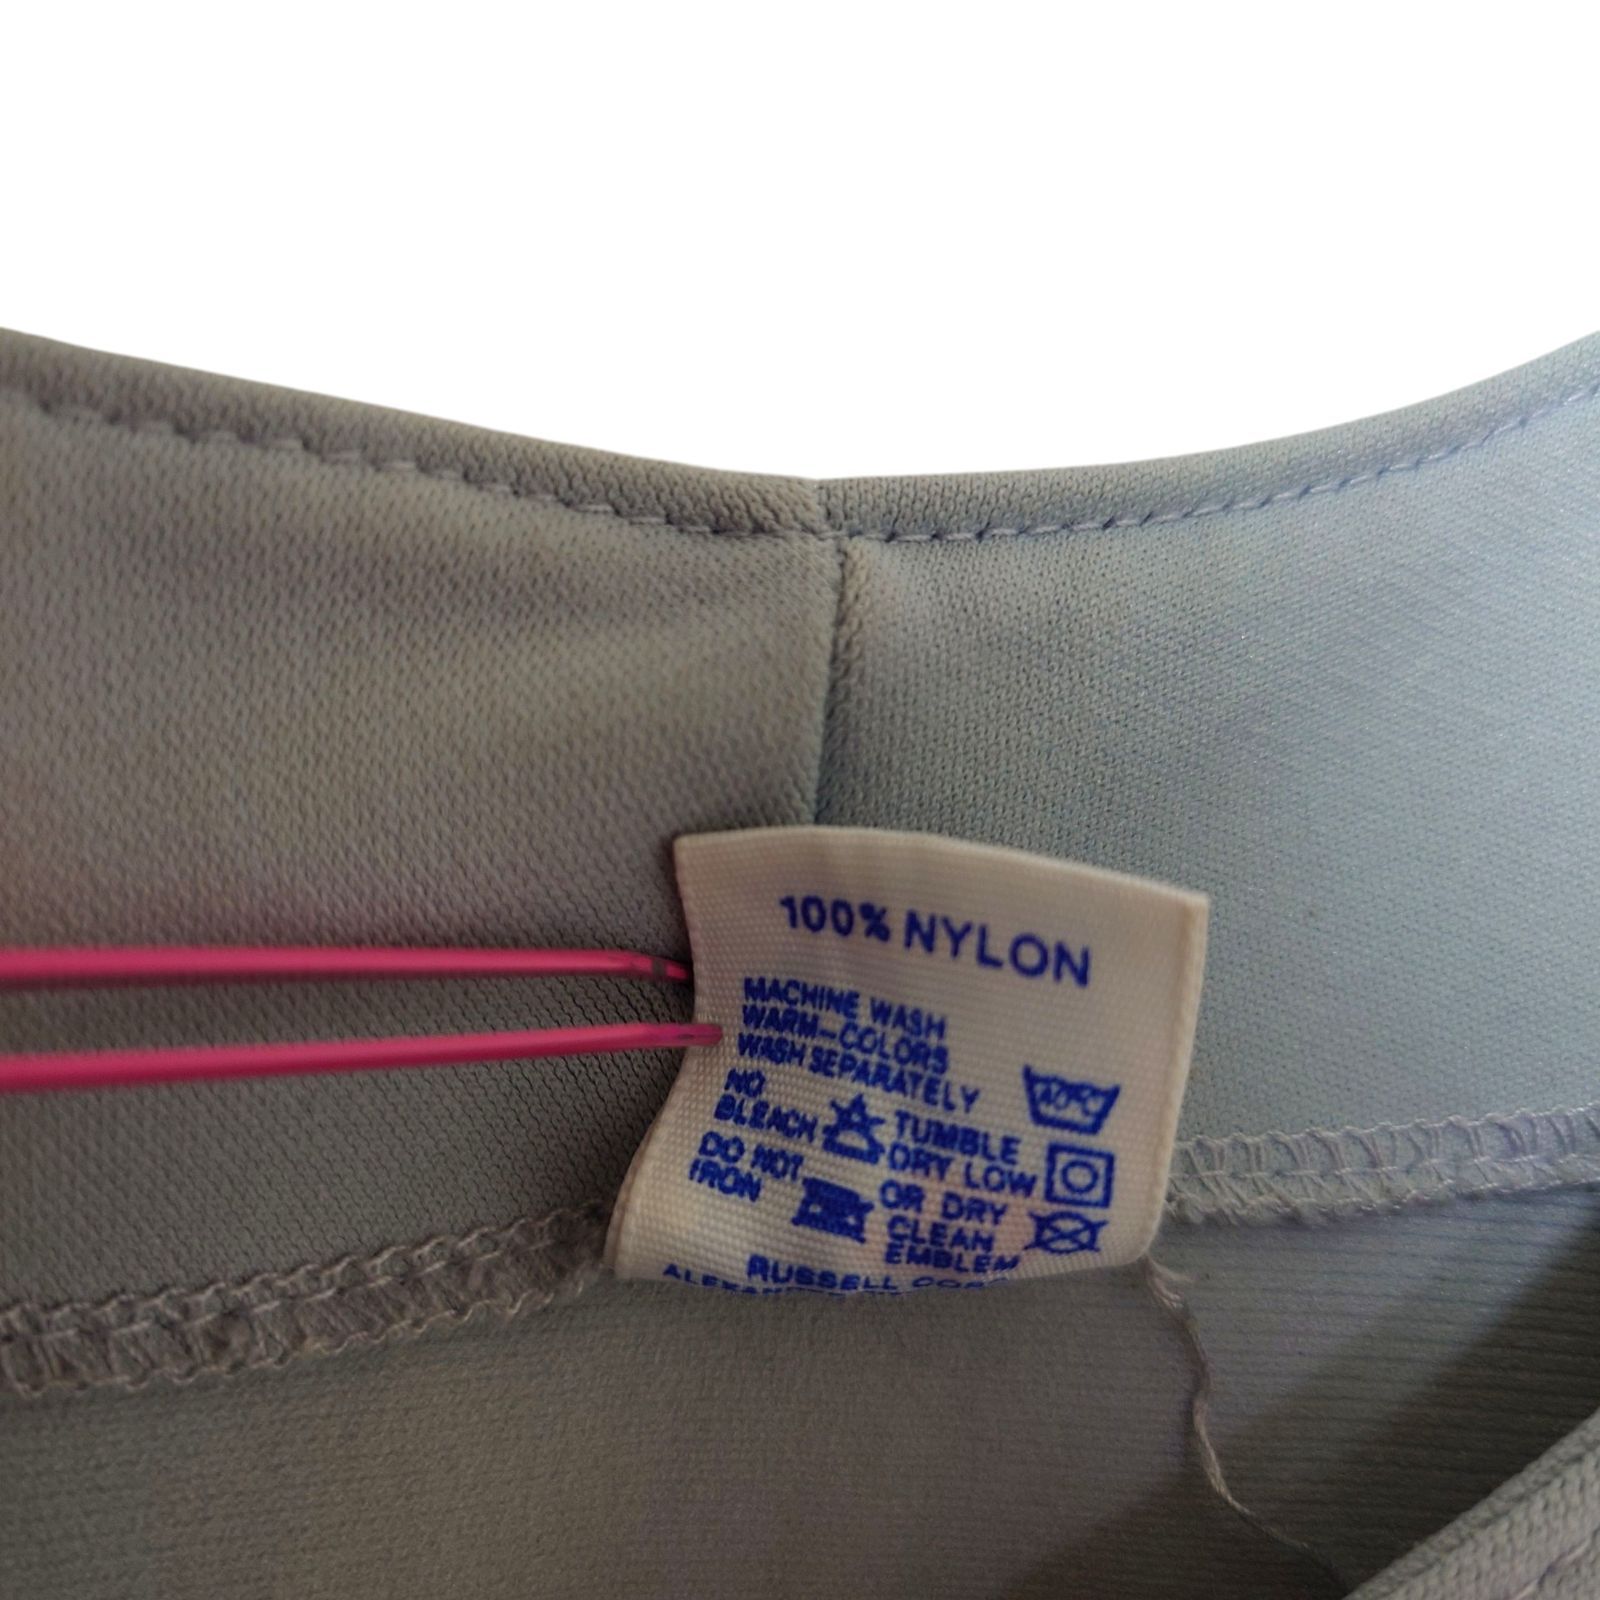 100% NYLON
MACHINE WASH
WARM-COLORS
WASH SEPARATELY
40°C
NO
BLEACH
TUMBLE
DRY LOW
DO NOT
IRON
OR DRY
CLEAN
EMBLEM
RUSSELL